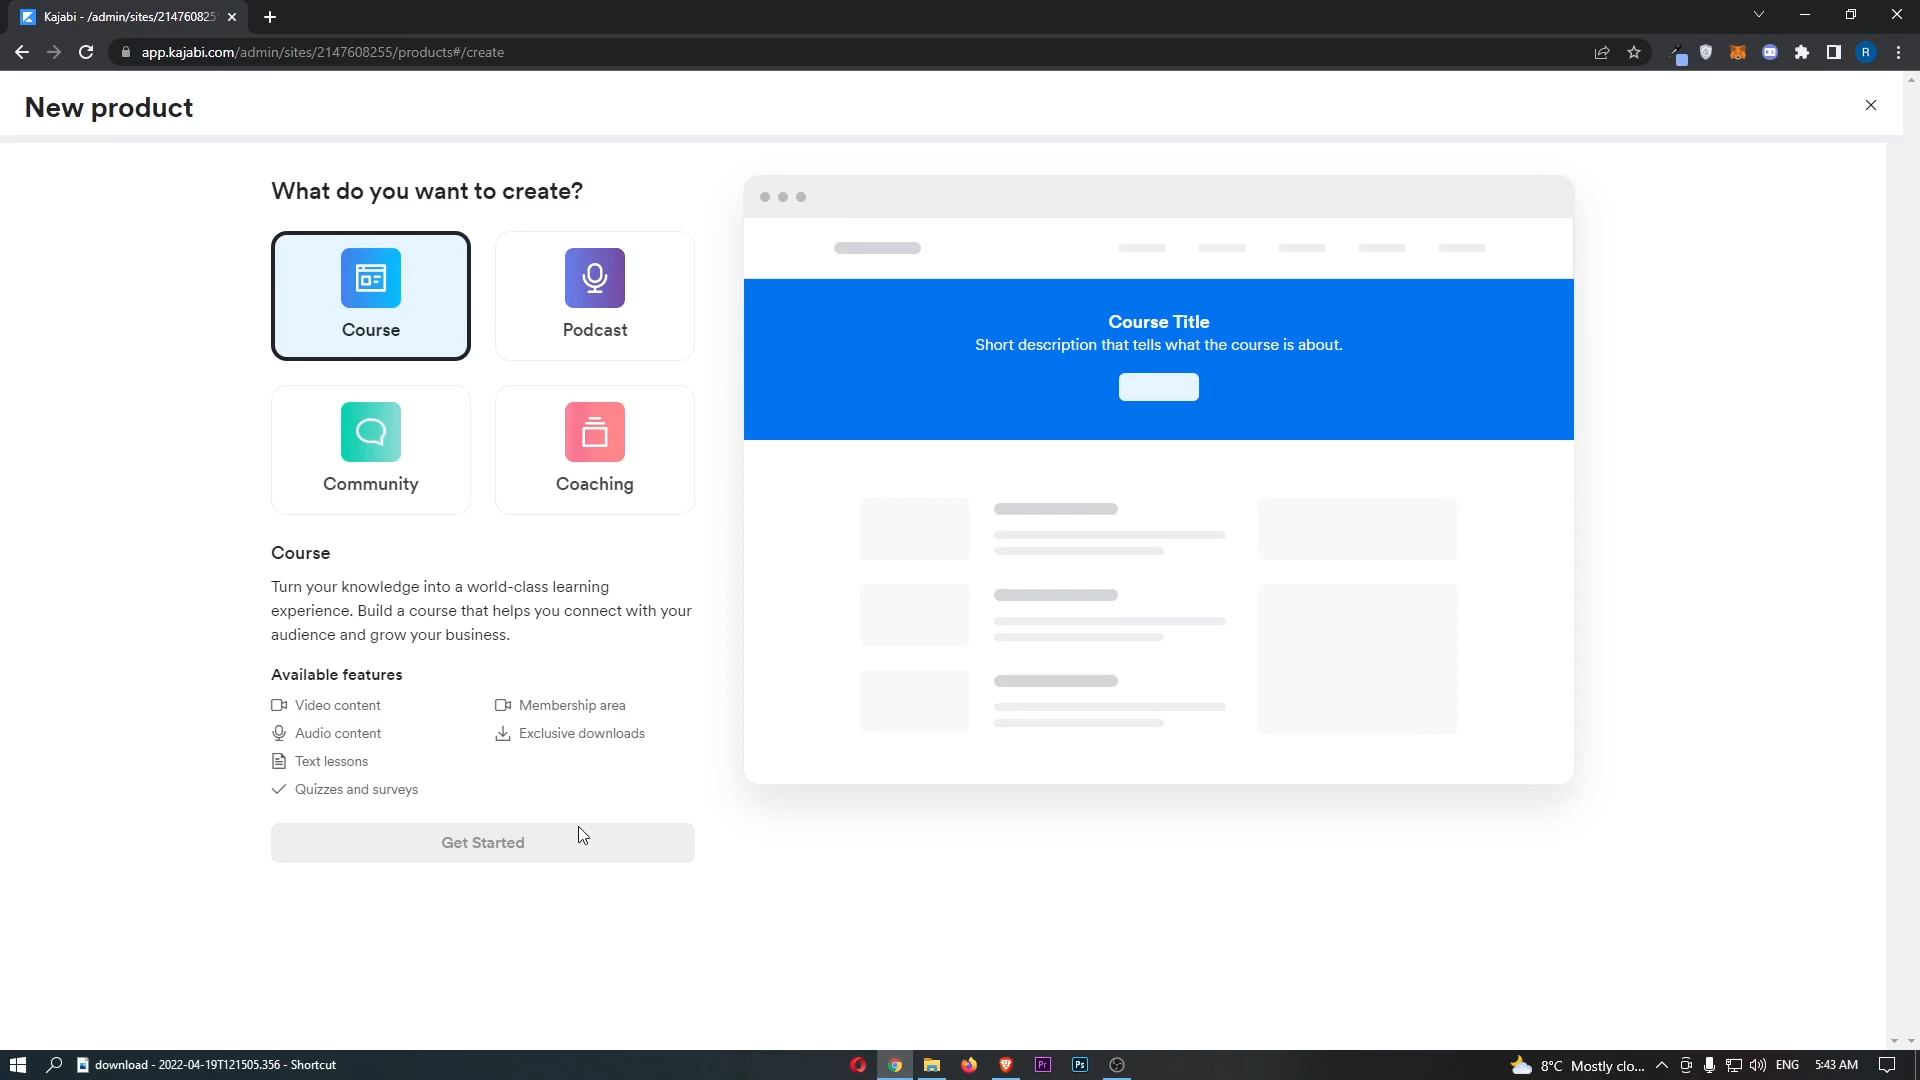 Kajabi - /admin/sites/2147608255
app.kajabi.com/admin/sites/2147608255/products#/create
R
New product
What do you want to create?
Course
Podcast
Community
Coaching
Course
Turn your knowledge into a world-class learning
experience. Build a course that helps you connect with your
audience and grow your business.
Available features
Video content
Membership area
Audio content
Exclusive downloads
Text lessons
Quizzes and surveys
Get Started
Course Title
Short description that tells what the course is about.
download - 2022-04-19T121505.356 - Shortcut
Pr
Ps
8°C Mostly clo...
ENG
5:43 AM